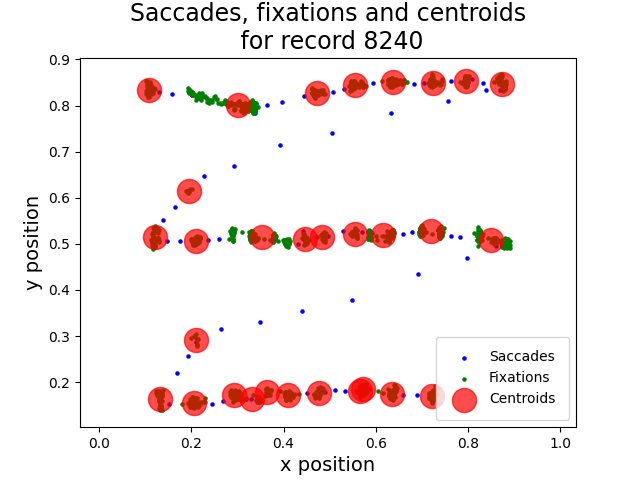 Saccades, fixations and centroids
for record 8240
0.9
0.8
0.7
0.6
0.5
0.4
0.3
0.2
y position
Saccades
Fixations
Centroids
0.0 0.2 0.4 0.6 0.8 1.0
x position